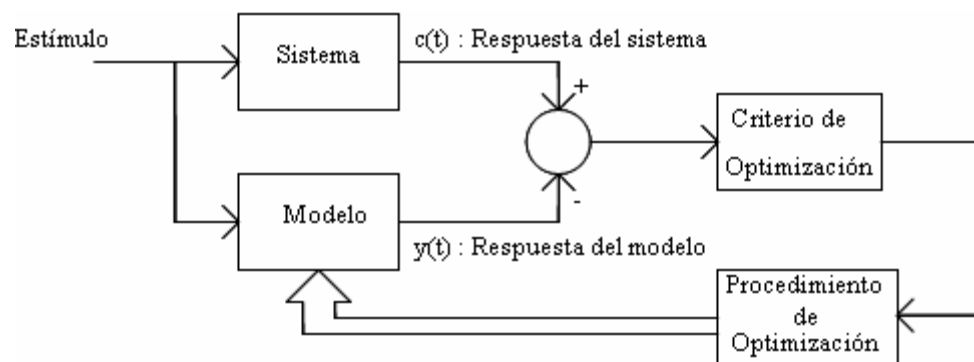 Estímulo
Sistema
c(t) : Respuesta del sistema
+
Criterio de
Optimización
-
Modelo
y(t) : Respuesta del modelo
Procedimiento
de
Optimización